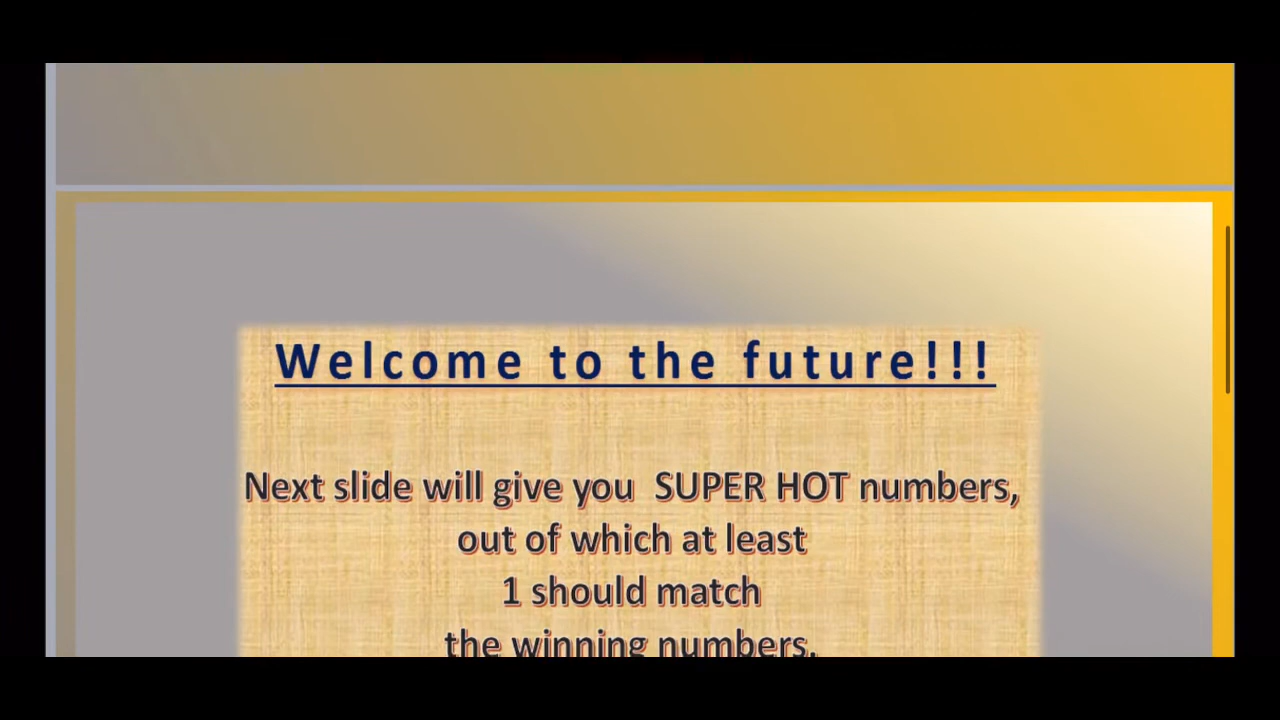 Welcome to the future!!!
Next slide will give you SUPER HOT numbers,
out of which at least
1 should match
the winning numbers.